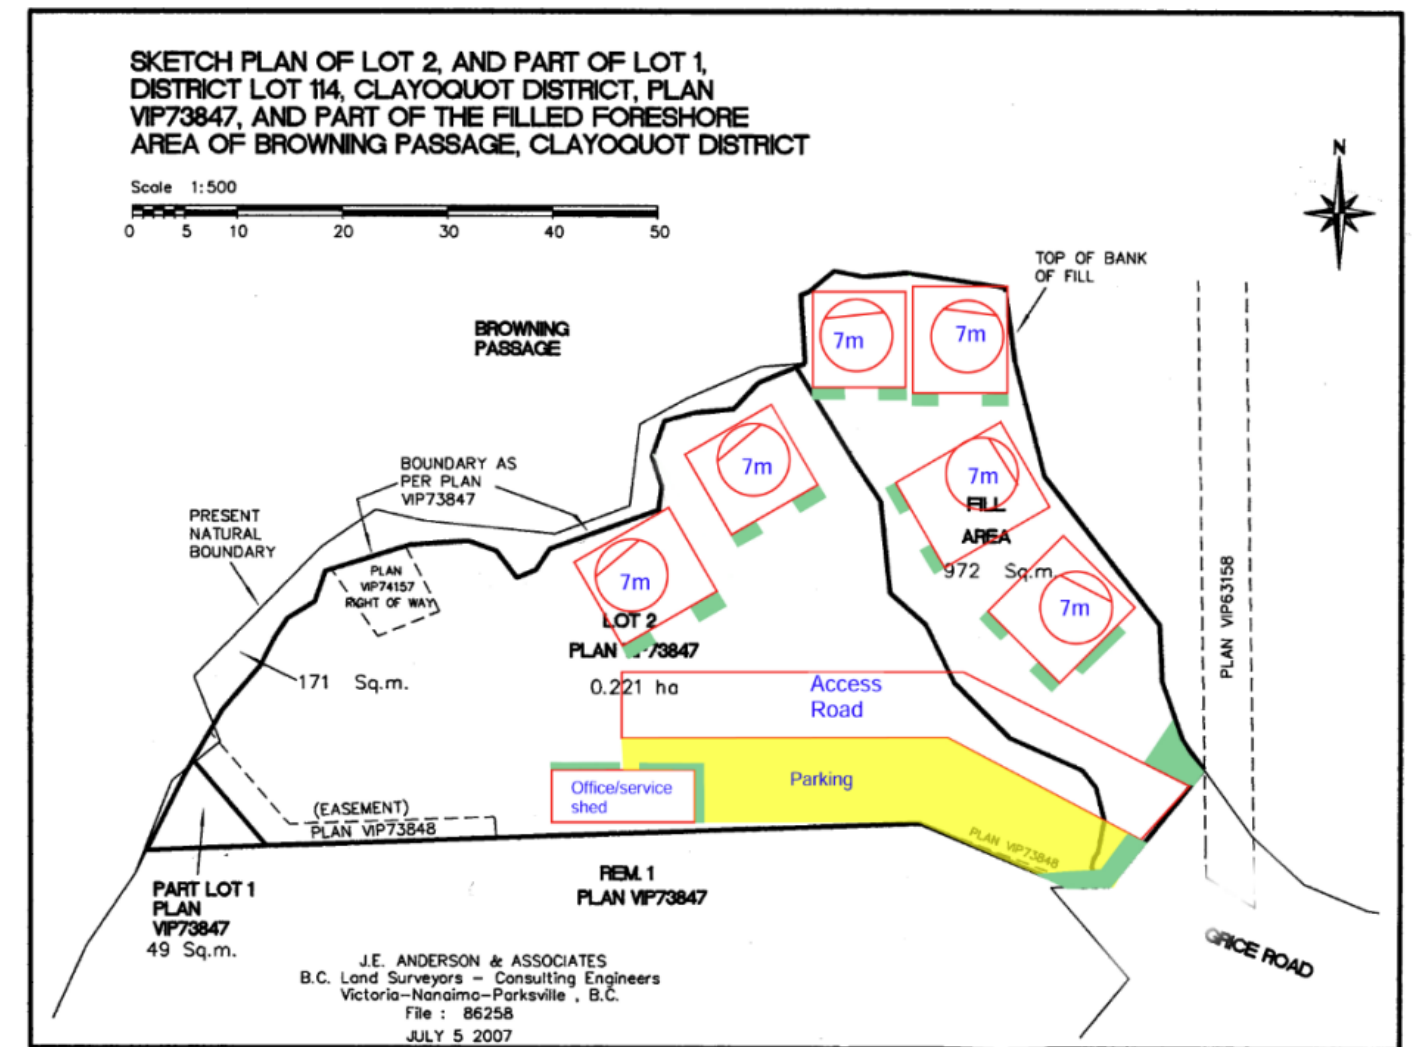 SKETCH PLAN OF LOT 2, AND PART OF LOT 1,
DISTRICT LOT 114, CLAYOQUOT DISTRICT, PLAN
VIP73847, AND PART OF THE FILLED FORESHORE
AREA OF BROWNING PASSAGE, CLAYOQUOT DISTRICT
Scale 1:500
0 5 10 20 30 40 50
N
TOP OF BANK
OF FILL
BROWNING
PASSAGE
7m
7m
7m
7m
7m
7m
BOUNDARY AS
PER PLAN
VIP73847
PRESENT
NATURAL
BOUNDARY
PLAN
VIP74157
RIGHT OF WAY
FILL
AREA
972 Sq.m.
PLAN VIP63158
LOT 2
PLAN 73847
0.221 ha
171 Sq.m.
Access
Road
Parking
Office/service
shed
(EASEMENT)
PLAN VIP73848
PLAN VIP73848
REM. 1
PLAN VIP73847
PART LOT 1
PLAN
VIP73847
49 Sq.m.
GRICE ROAD
J.E. ANDERSON & ASSOCIATES
B.C. Land Surveyors - Consulting Engineers
Victoria-Nanaimo-Parksville , B.C.
File : 86258
JULY 5 2007